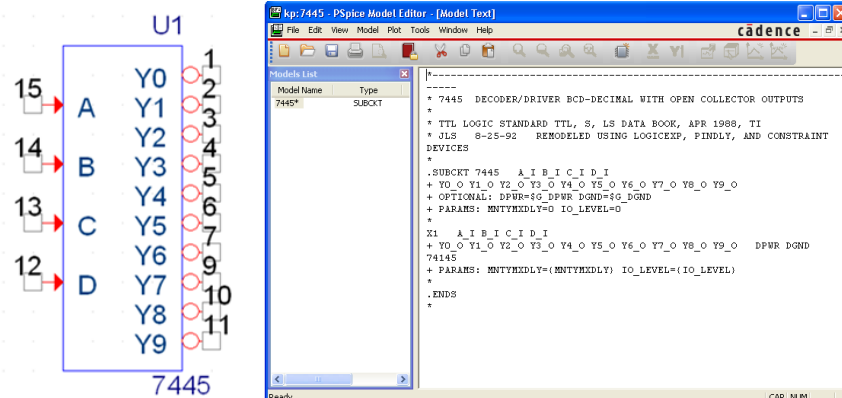 U1
15
14
13
12
A
B
C
D
Y0
Y1
Y2
Y3
Y4
Y5
Y6
Y7
Y8
Y9
1
2
3
4
5
6
7
9
10
11
7445
kp:7445 - PSpice Model Editor - [Model Text]
File Edit View Model Plot Tools Window Help
cādence
Models List
Model Name Type
7445* SUBCKT
*----------------------------------------------------------------------
-----
* 7445 DECODER/DRIVER BCD-DECIMAL WITH OPEN COLLECTOR OUTPUTS
*
* TTL LOGIC STANDARD TTL, S, LS DATA BOOK, APR 1988, TI
* JLS 8-25-92 REMODELED USING LOGICEXP, PINDLY, AND CONSTRAINT
DEVICES
*
.SUBCKT 7445 A_I B_I C_I D_I
+ Y0_O Y1_O Y2_O Y3_O Y4_O Y5_O Y6_O Y7_O Y8_O Y9_O
+ OPTIONAL: DPWR=$G_DPWR DGND=$G_DGND
+ PARAMS: MNTYMXDLY=0 IO_LEVEL=0
*
X1 A_I B_I C_I D_I
+ Y0_O Y1_O Y2_O Y3_O Y4_O Y5_O Y6_O Y7_O Y8_O Y9_O DPWR DGND
74145
+ PARAMS: MNTYMXDLY={MNTYMXDLY} IO_LEVEL={IO_LEVEL}
*
.ENDS
*
Ready
CAP NUM